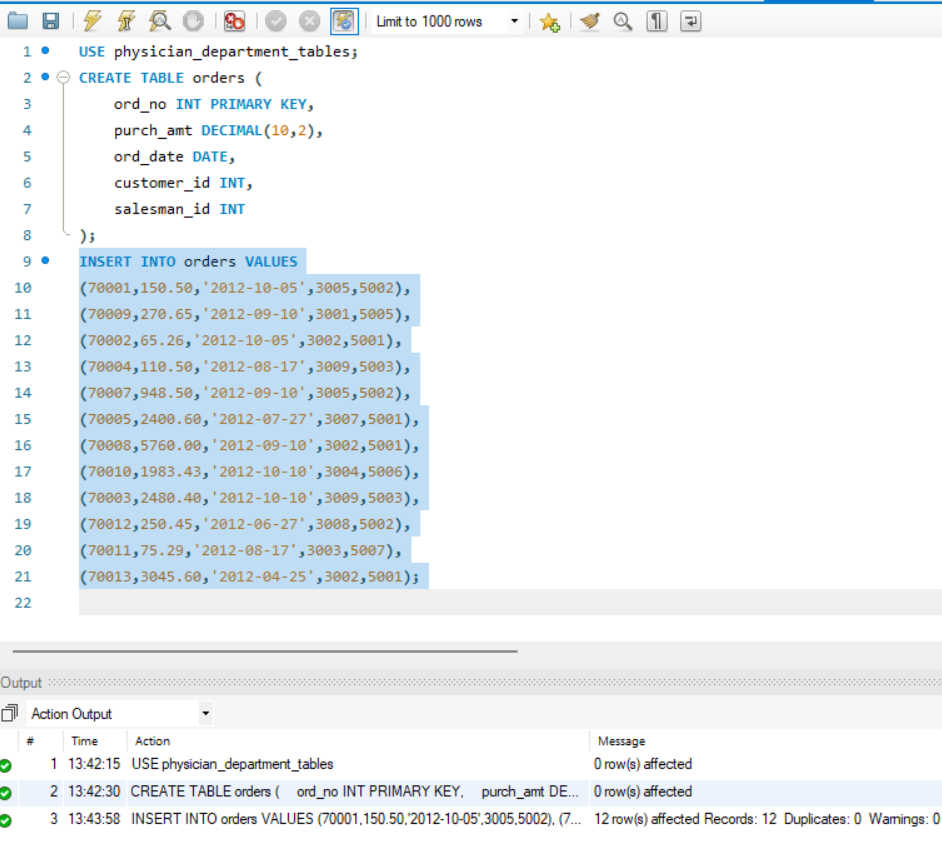 Limit to 1000 rows
1 USE physician_department_tables;
2 CREATE TABLE orders (
3 ord_no INT PRIMARY KEY,
4 purch_amt DECIMAL(10,2),
5 ord_date DATE,
6 customer_id INT,
7 salesman_id INT
8 );
9 INSERT INTO orders VALUES
10 (70001,150.50,'2012-10-05',3005,5002),
11 (70009,270.65,'2012-09-10',3001,5005),
12 (70002,65.26,'2012-10-05',3002,5001),
13 (70004,110.50,'2012-08-17',3009,5003),
14 (70007,948.50,'2012-09-10',3005,5002),
15 (70005,2400.60,'2012-07-27',3007,5001),
16 (70008,5760.00,'2012-09-10',3002,5001),
17 (70010,1983.43,'2012-10-10',3004,5006),
18 (70003,2480.40,'2012-10-10',3009,5003),
19 (70012,250.45,'2012-06-27',3008,5002),
20 (70011,75.29,'2012-08-17',3003,5007),
21 (70013,3045.60,'2012-04-25',3002,5001);
22
Output
Action Output
# Time Action Message
1 13:42:15 USE physician_department_tables 0 row(s) affected
2 13:42:30 CREATE TABLE orders ( ord_no INT PRIMARY KEY, purch_amt DE... 0 row(s) affected
3 13:43:58 INSERT INTO orders VALUES (70001,150.50,'2012-10-05',3005,5002), (7... 12 row(s) affected Records: 12 Duplicates: 0 Warnings: 0